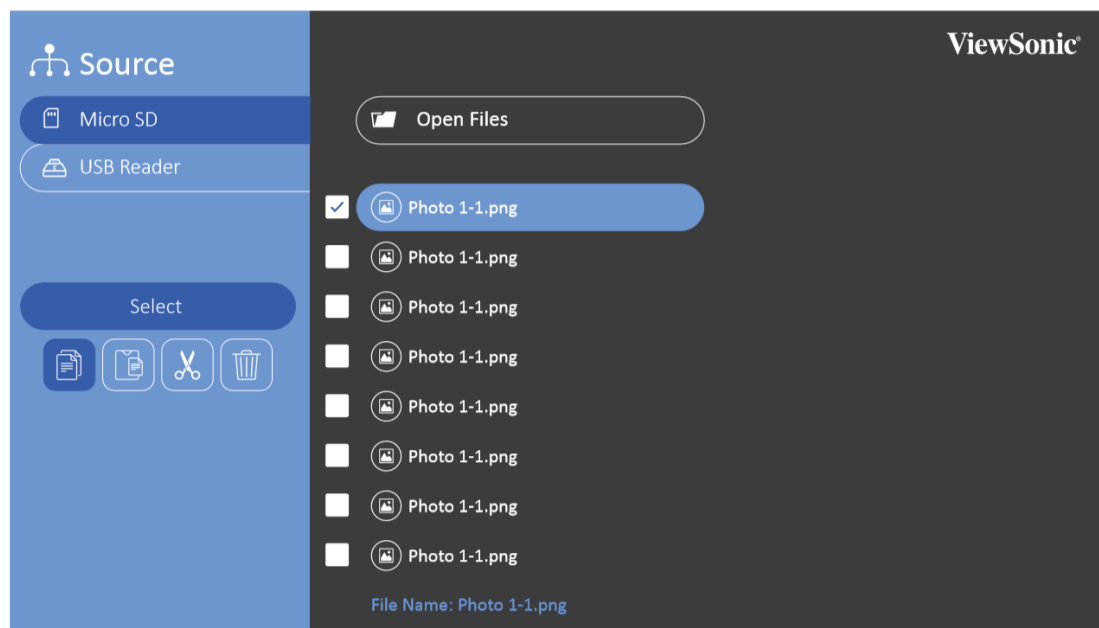 Source
ViewSonic®
Micro SD
Open Files
USB Reader
Photo 1-1.png
Photo 1-1.png
Select
Photo 1-1.png
Photo 1-1.png
Photo 1-1.png
Photo 1-1.png
Photo 1-1.png
Photo 1-1.png
File Name: Photo 1-1.png